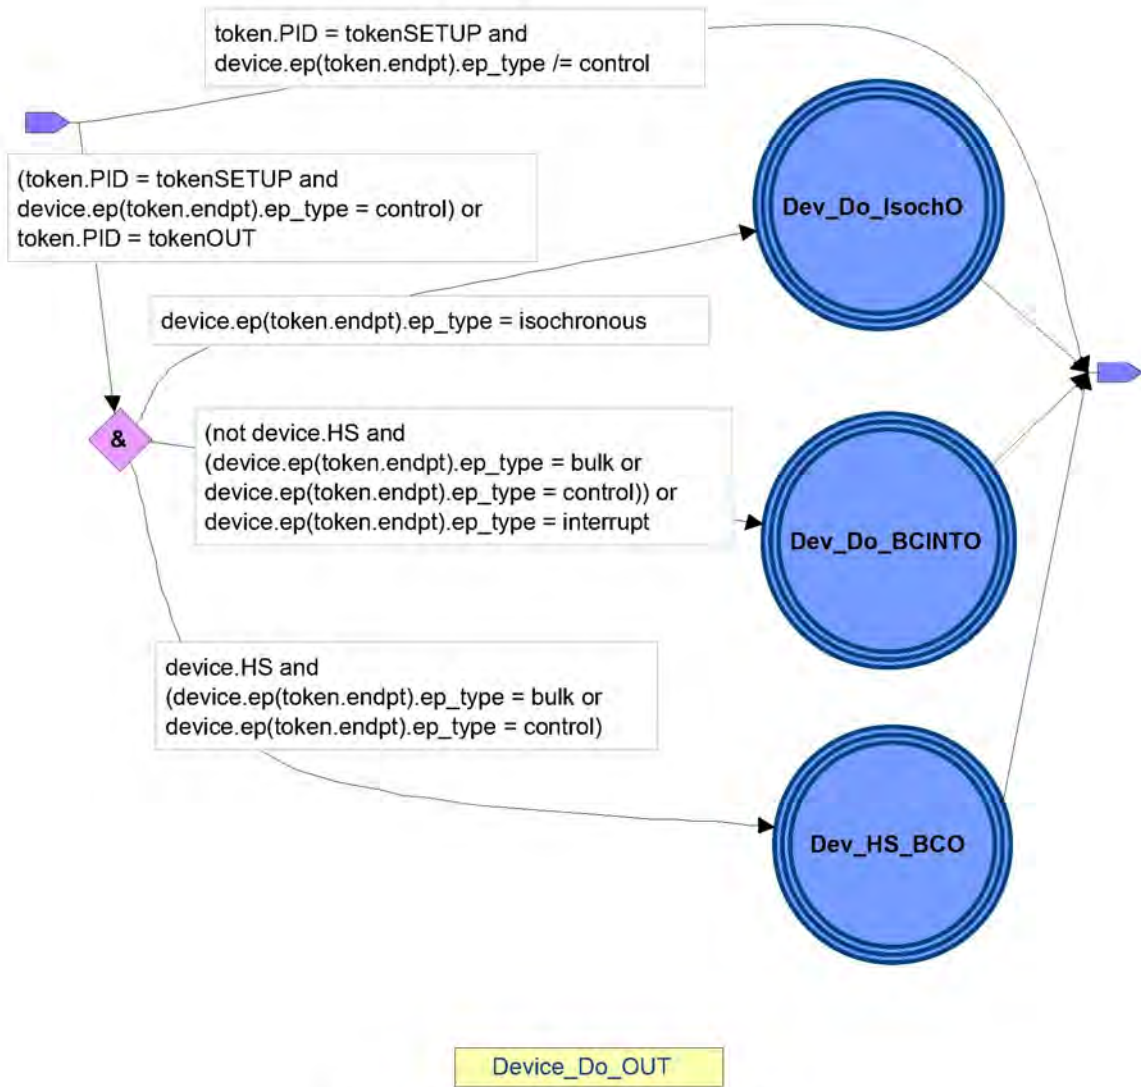 token.PID = tokenSETUP and
device.ep(token.endpt).ep_type /= control
(token.PID = tokenSETUP and
device.ep(token.endpt).ep_type = control) or
token.PID = tokenOUT
Dev_Do_IsochO
device.ep(token.endpt).ep_type = isochronous
&
(not device.HS and
(device.ep(token.endpt).ep_type = bulk or
device.ep(token.endpt).ep_type = control)) or
device.ep(token.endpt).ep_type = interrupt
Dev_Do_BCINTO
device.HS and
(device.ep(token.endpt).ep_type = bulk or
device.ep(token.endpt).ep_type = control)
Dev_HS_BCO
Device_Do_OUT